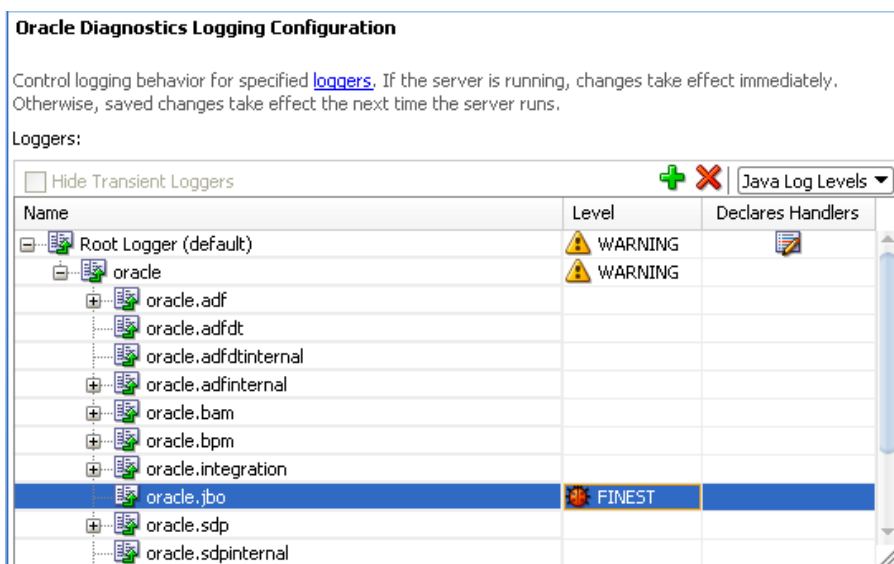 Oracle Diagnostics Logging Configuration
Control logging behavior for specified loggers. If the server is running, changes take effect immediately.
Otherwise, saved changes take effect the next time the server runs.
Loggers:
Hide Transient Loggers Java Log Levels
Name Level Declares Handlers
Root Logger (default) WARNING
oracle WARNING
oracle.adf
oracle.adfdt
oracle.adfdtinternal
oracle.adfinternal
oracle.bam
oracle.bpm
oracle.integration
oracle.jbo FINEST
oracle.sdp
oracle.sdpinternal